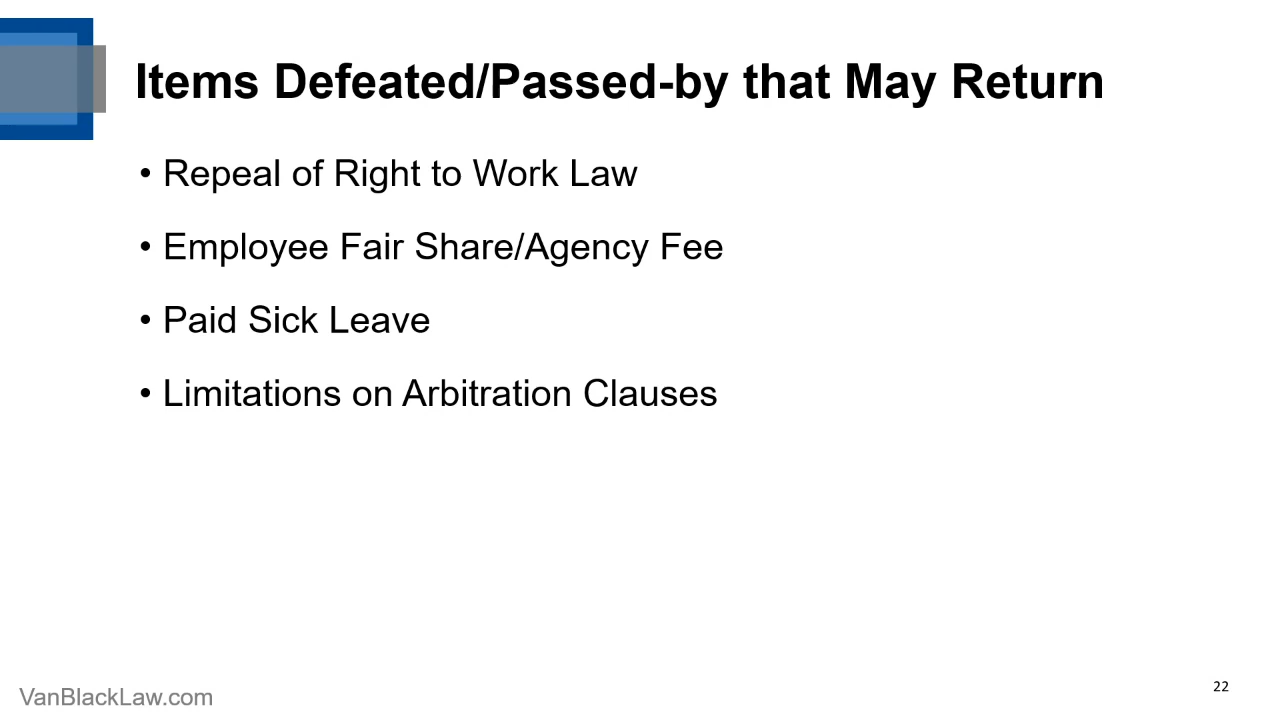 Items Defeated/Passed-by that May Return
• Repeal of Right to Work Law
• Employee Fair Share/Agency Fee
• Paid Sick Leave
• Limitations on Arbitration Clauses
VanBlackLaw.com
22